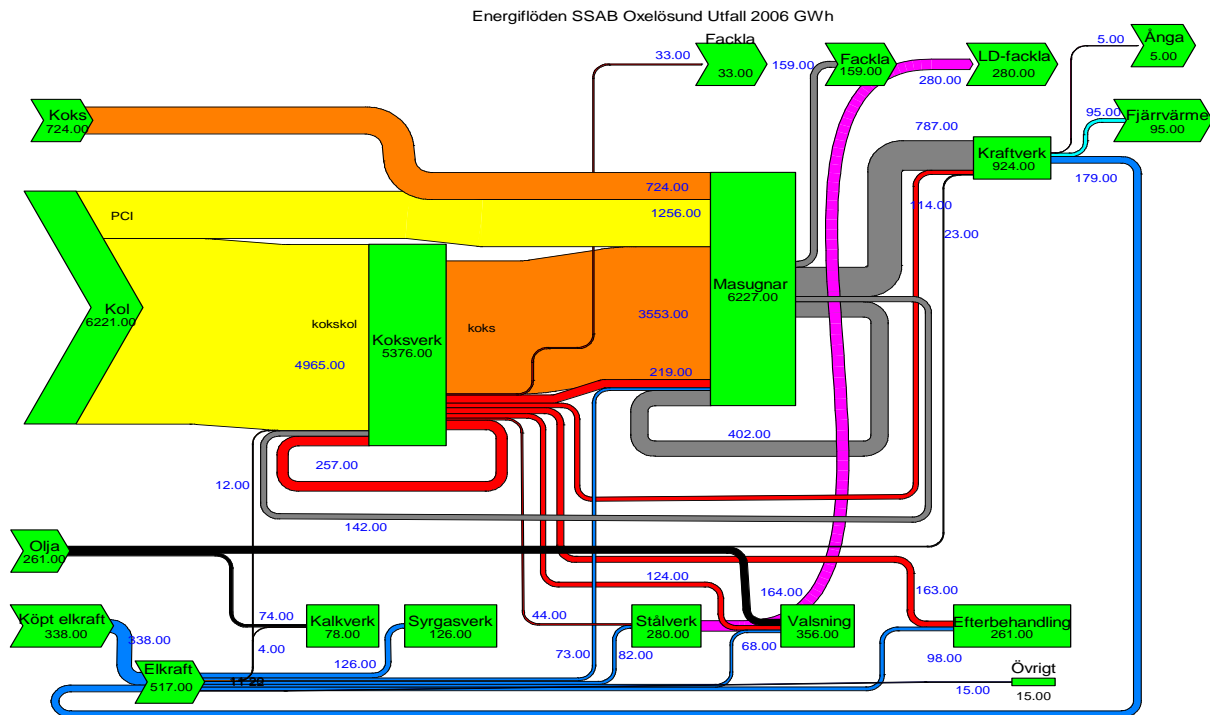 Energiflöden SSAB Oxelösund Utfall 2006 GWh
Fackla
33.00
33.00
159.00
Fackla
159.00
280.00
LD-fackla
280.00
5.00
Ånga
5.00
95.00
Fjärrvärme
95.00
Koks
724.00
787.00
Kraftverk
924.00
179.00
724.00
PCI
1256.00
114.00
23.00
Kol
6221.00
kokskol
Koksverk
5376.00
koks
3553.00
Masugnar
6227.00
4965.00
219.00
402.00
257.00
12.00
142.00
Olja
261.00
124.00
164.00
163.00
Köpt elkraft
338.00
338.00
74.00
Kalkverk
78.00
Syrgasverk
126.00
44.00
Stålverk
280.00
Valsning
356.00
Efterbehandling
261.00
4.00
126.00
73.00
82.00
68.00
98.00
Elkraft
517.00
Övrigt
15.00
15.00